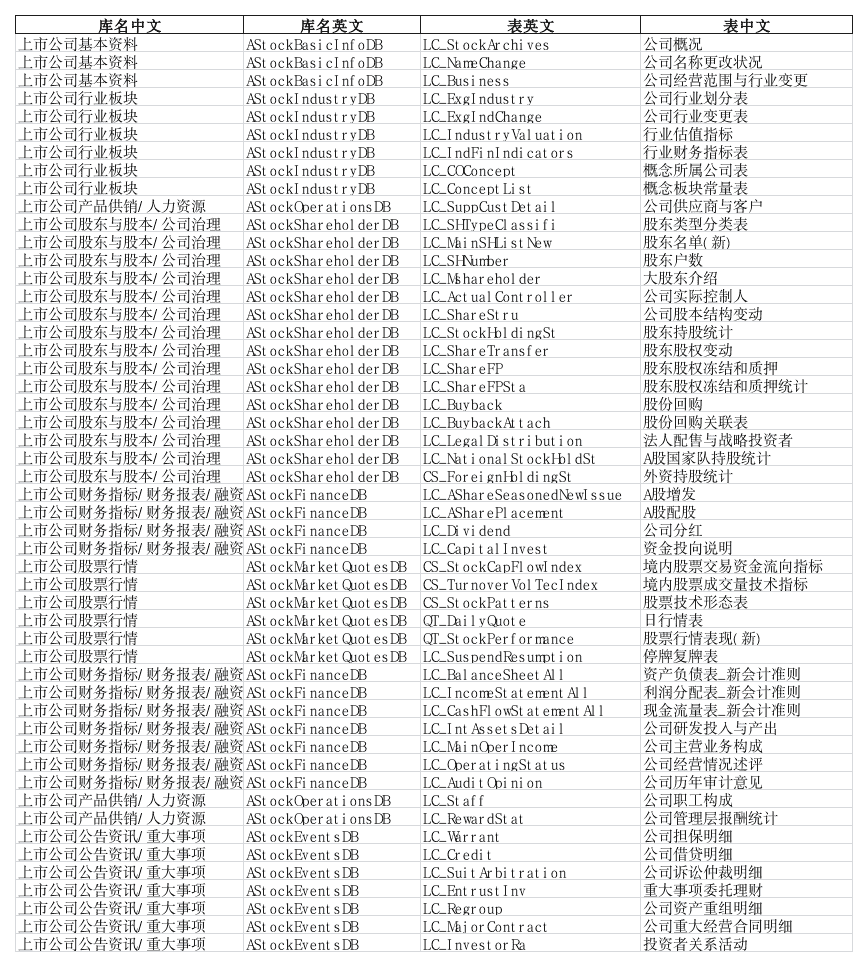 库名中文 库名英文 表英文 表中文
上市公司基本资料 AStockBasicInfoDB LC_StockArchives 公司概况
上市公司基本资料 AStockBasicInfoDB LC_NameChange 公司名称更改状况
上市公司基本资料 AStockBasicInfoDB LC_Business 公司经营范围与行业变更
上市公司行业板块 AStockIndustryDB LC_ExgIndustry 公司行业划分表
上市公司行业板块 AStockIndustryDB LC_ExgIndChange 公司行业变更表
上市公司行业板块 AStockIndustryDB LC_IndustryValuation 行业估值指标
上市公司行业板块 AStockIndustryDB LC_IndFinIndicators 行业财务指标表
上市公司行业板块 AStockIndustryDB LC_COConcept 概念所属公司表
上市公司行业板块 AStockIndustryDB LC_ConceptList 概念板块常量表
上市公司产品供销/人力资源 AStockOperationsDB LC_SuppCustDetail 公司供应商与客户
上市公司股东与股本/公司治理 AStockShareholderDB LC_SHTypeClassifi 股东类型分类表
上市公司股东与股本/公司治理 AStockShareholderDB LC_MainSHListNew 股东名单(新)
上市公司股东与股本/公司治理 AStockShareholderDB LC_SHNumber 股东户数
上市公司股东与股本/公司治理 AStockShareholderDB LC_Mshareholder 大股东介绍
上市公司股东与股本/公司治理 AStockShareholderDB LC_ActualController 公司实际控制人
上市公司股东与股本/公司治理 AStockShareholderDB LC_ShareStru 公司股本结构变动
上市公司股东与股本/公司治理 AStockShareholderDB LC_StockHoldingSt 股东持股统计
上市公司股东与股本/公司治理 AStockShareholderDB LC_ShareTransfer 股东股权变动
上市公司股东与股本/公司治理 AStockShareholderDB LC_ShareFP 股东股权冻结和质押
上市公司股东与股本/公司治理 AStockShareholderDB LC_ShareFPSta 股东股权冻结和质押统计
上市公司股东与股本/公司治理 AStockShareholderDB LC_Buyback 股份回购
上市公司股东与股本/公司治理 AStockShareholderDB LC_BuybackAttach 股份回购关联表
上市公司股东与股本/公司治理 AStockShareholderDB LC_LegalDistribution 法人配售与战略投资者
上市公司股东与股本/公司治理 AStockShareholderDB LC_NationalStockHoldSt A股国家队持股统计
上市公司股东与股本/公司治理 AStockShareholderDB CS_ForeignHoldingSt 外资持股统计
上市公司财务指标/财务报表/融资 AStockFinanceDB LC_AShareSeasonedNewIssue A股增发
上市公司财务指标/财务报表/融资 AStockFinanceDB LC_ASharePlacement A股配股
上市公司财务指标/财务报表/融资 AStockFinanceDB LC_Dividend 公司分红
上市公司财务指标/财务报表/融资 AStockFinanceDB LC_CapitalInvest 资金投向说明
上市公司股票行情 AStockMarketQuotesDB CS_StockCapFlowIndex 境内股票交易资金流向指标
上市公司股票行情 AStockMarketQuotesDB CS_TurnoverVolTecIndex 境内股票成交量技术指标
上市公司股票行情 AStockMarketQuotesDB CS_StockPatterns 股票技术形态表
上市公司股票行情 AStockMarketQuotesDB QT_DailyQuote 日行情表
上市公司股票行情 AStockMarketQuotesDB QT_StockPerformance 股票行情表现(新)
上市公司股票行情 AStockMarketQuotesDB LC_SuspendResumption 停牌复牌表
上市公司财务指标/财务报表/融资 AStockFinanceDB LC_BalanceSheetAll 资产负债表_新会计准则
上市公司财务指标/财务报表/融资 AStockFinanceDB LC_IncomeStatementAll 利润分配表_新会计准则
上市公司财务指标/财务报表/融资 AStockFinanceDB LC_CashFlowStatementAll 现金流量表_新会计准则
上市公司财务指标/财务报表/融资 AStockFinanceDB LC_IntAssetsDetail 公司研发投入与产出
上市公司财务指标/财务报表/融资 AStockFinanceDB LC_MainOperIncome 公司主营业务构成
上市公司财务指标/财务报表/融资 AStockFinanceDB LC_OperatingStatus 公司经营情况述评
上市公司财务指标/财务报表/融资 AStockFinanceDB LC_AuditOpinion 公司历年审计意见
上市公司产品供销/人力资源 AStockOperationsDB LC_Staff 公司职工构成
上市公司产品供销/人力资源 AStockOperationsDB LC_RewardStat 公司管理层报酬统计
上市公司公告资讯/重大事项 AStockEventsDB LC_Warrant 公司担保明细
上市公司公告资讯/重大事项 AStockEventsDB LC_Credit 公司借贷明细
上市公司公告资讯/重大事项 AStockEventsDB LC_SuitArbitration 公司诉讼仲裁明细
上市公司公告资讯/重大事项 AStockEventsDB LC_EntrustInv 重大事项委托理财
上市公司公告资讯/重大事项 AStockEventsDB LC_Regroup 公司资产重组明细
上市公司公告资讯/重大事项 AStockEventsDB LC_MajorContract 公司重大经营合同明细
上市公司公告资讯/重大事项 AStockEventsDB LC_InvestorRa 投资者关系活动